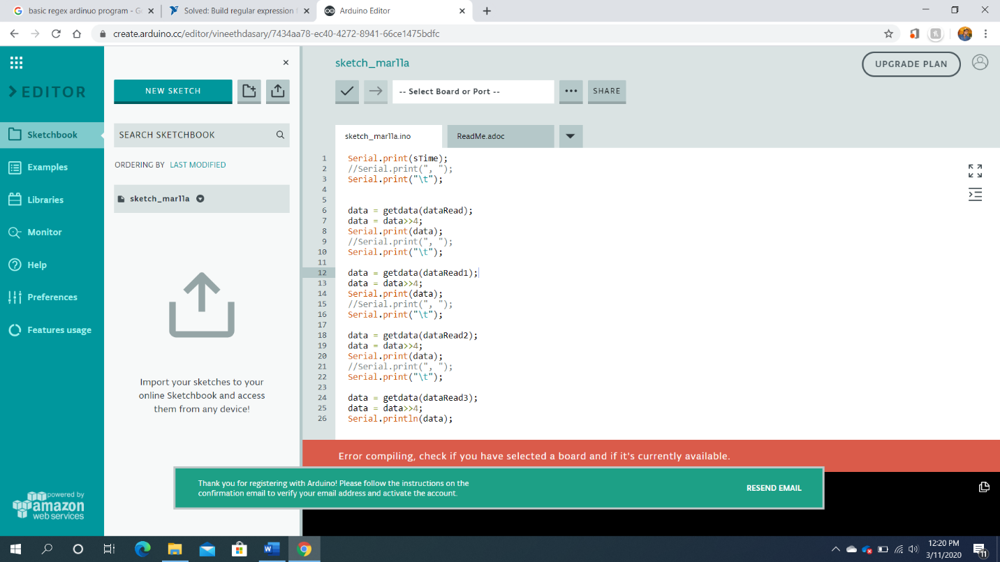 basic regex ardinuo program - Go
Solved: Build regular expression f
Arduino Editor
create.arduino.cc/editor/vineethdasary/7434aa78-ec40-4272-8941-66ce1475bdfc
EDITOR
Sketchbook
Examples
Libraries
Monitor
Help
Preferences
Features usage
powered by
amazon
web services
NEW SKETCH
SEARCH SKETCHBOOK
ORDERING BY LAST MODIFIED
sketch_mar11a
Import your sketches to your
online Sketchbook and access
them from any device!
sketch_mar11a
UPGRADE PLAN
-- Select Board or Port --
SHARE
sketch_mar11a.ino
ReadMe.adoc
1 Serial.print(sTime);
2 //Serial.print(", ");
3 Serial.print("\t");
4
5
6 data = getdata(dataRead);
7 data = data>>4;
8 Serial.print(data);
9 //Serial.print(", ");
10 Serial.print("\t");
11
12 data = getdata(dataRead1);
13 data = data>>4;
14 Serial.print(data);
15 //Serial.print(", ");
16 Serial.print("\t");
17
18 data = getdata(dataRead2);
19 data = data>>4;
20 Serial.print(data);
21 //Serial.print(", ");
22 Serial.print("\t");
23
24 data = getdata(dataRead3);
25 data = data>>4;
26 Serial.println(data);
Error compiling, check if you have selected a board and if it's currently available.
Thank you for registering with Arduino! Please follow the instructions on the
confirmation email to verify your email address and activate the account.
RESEND EMAIL
12:20 PM
3/11/2020
11